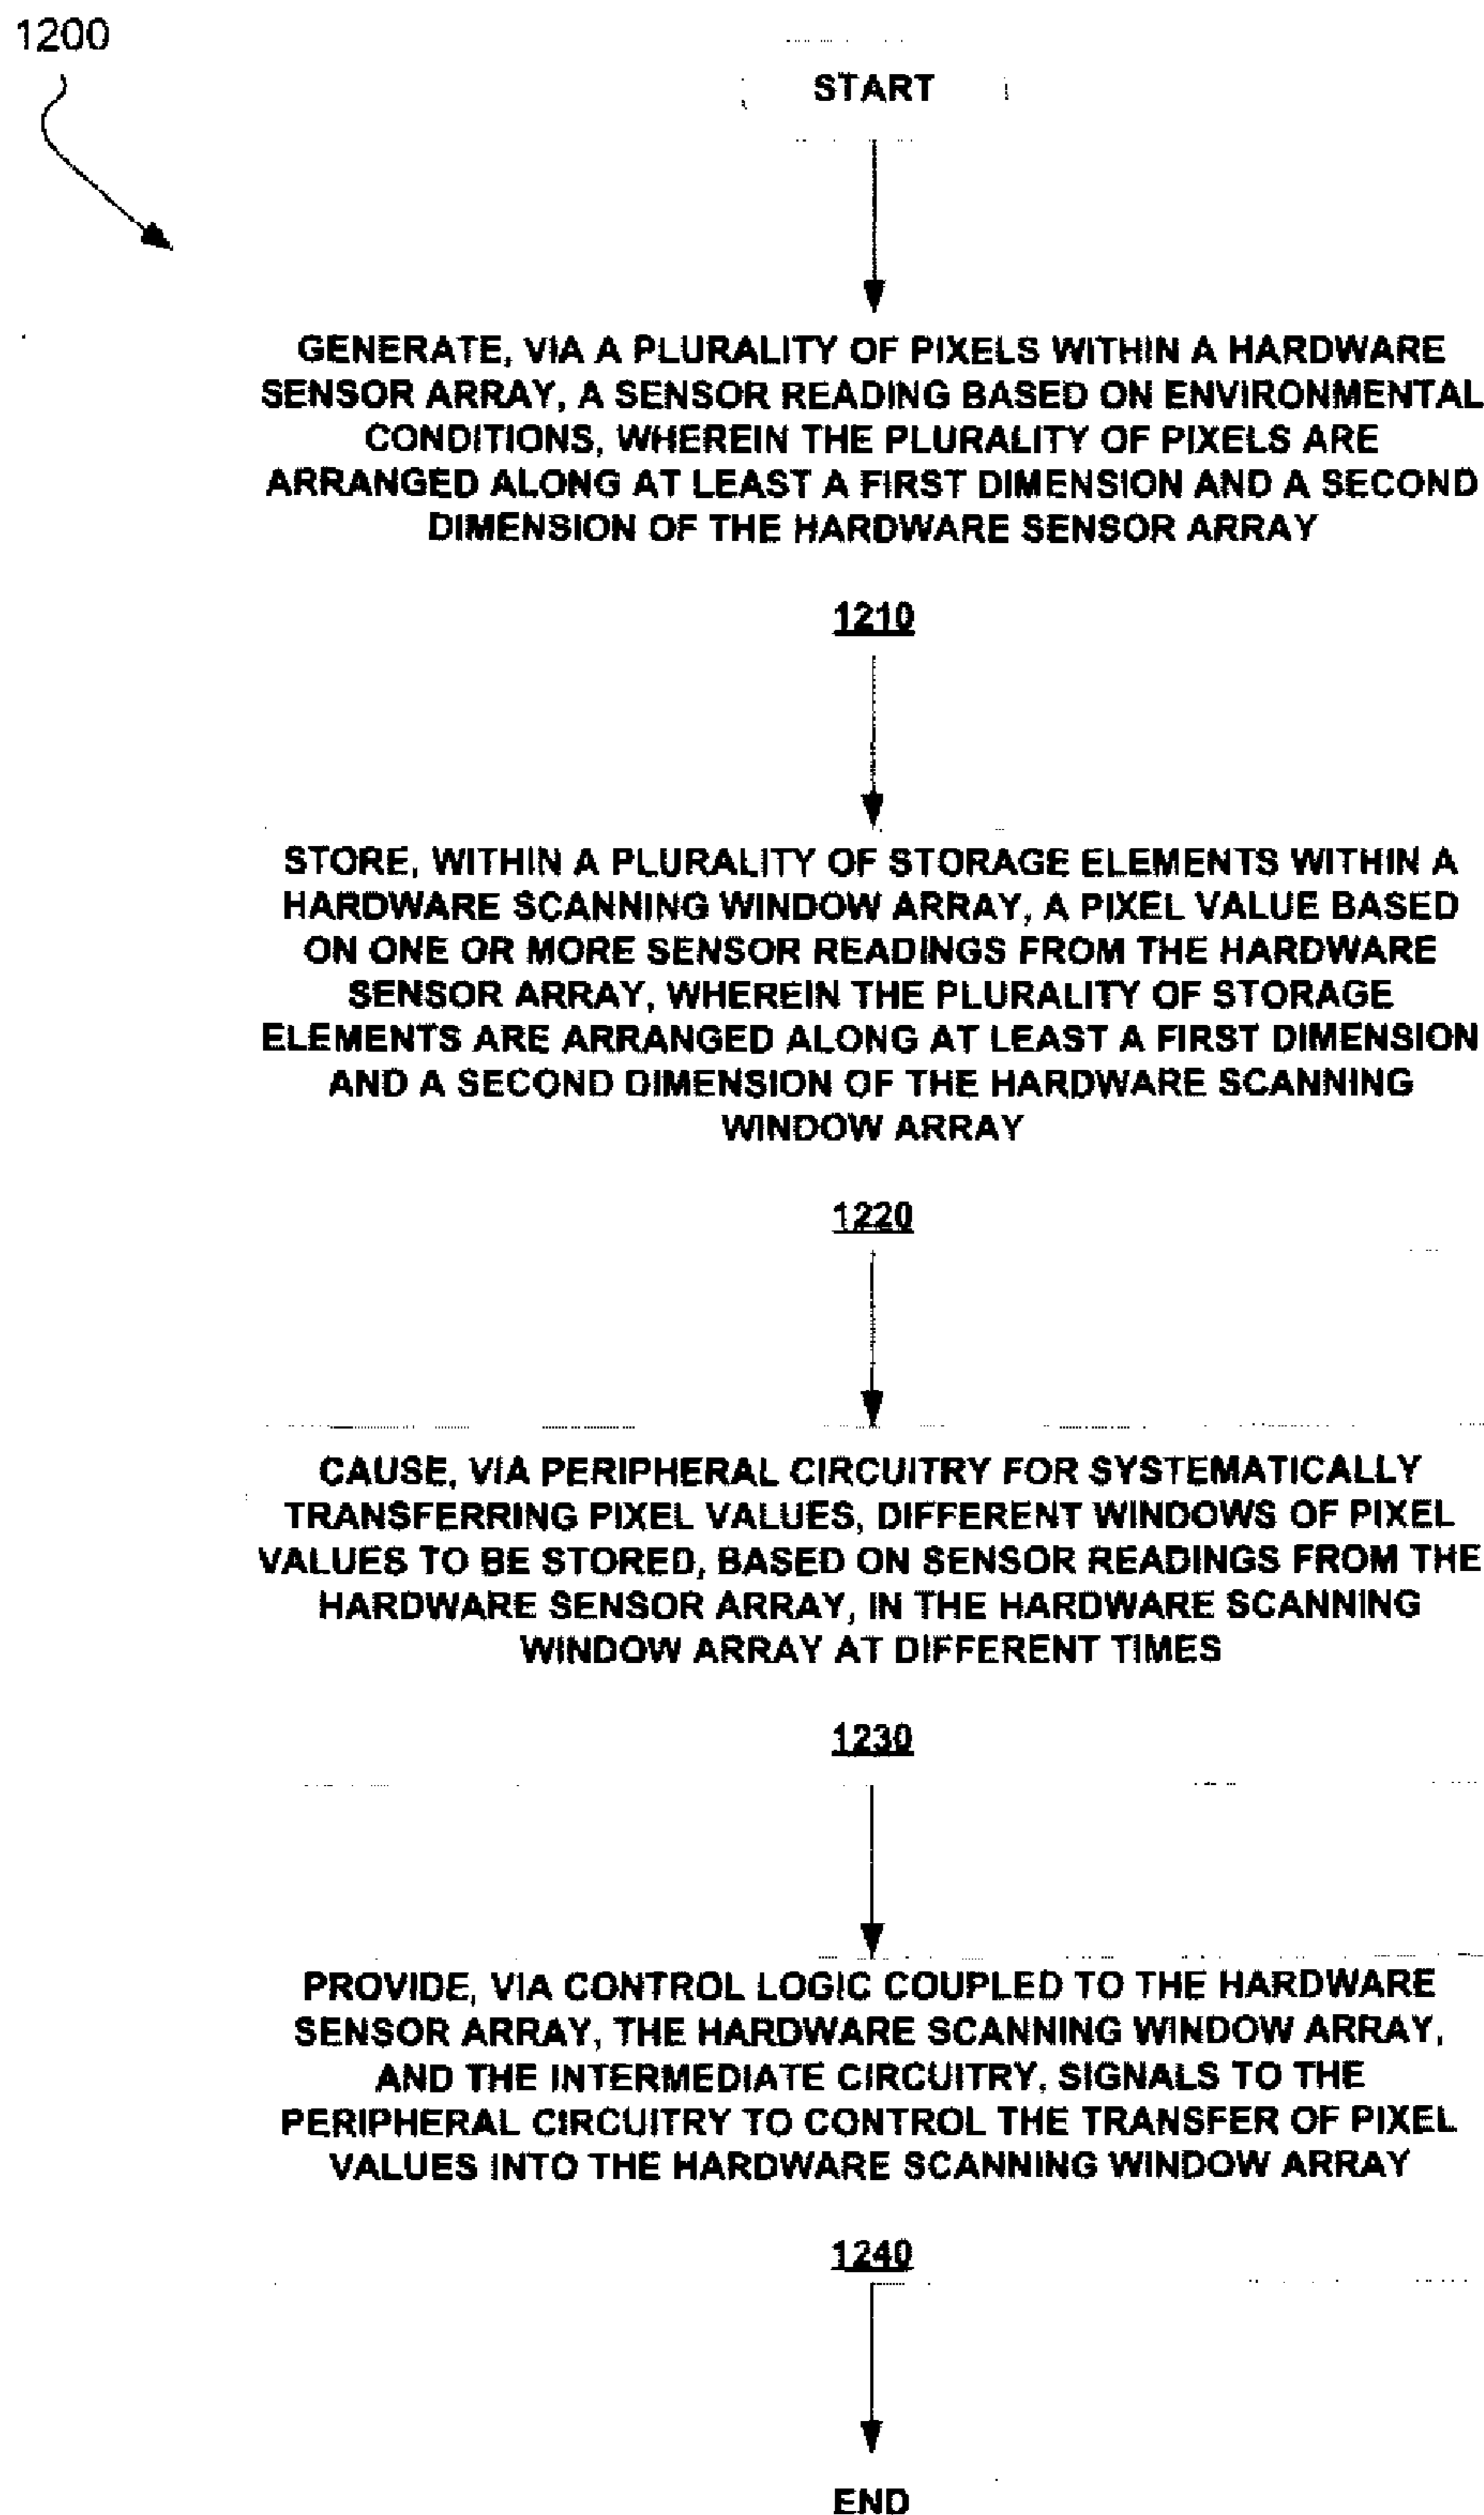 1200
START
GENERATE, VIA A PLURALITY OF PIXELS WITHIN A HARDWARE
SENSOR ARRAY, A SENSOR READING BASED ON ENVIRONMENTAL
CONDITIONS, WHEREIN THE PLURALITY OF PIXELS ARE
ARRANGED ALONG AT LEAST A FIRST DIMENSION AND A SECOND
DIMENSION OF THE HARDWARE SENSOR ARRAY
1210
STORE, WITHIN A PLURALITY OF STORAGE ELEMENTS WITHIN A
HARDWARE SCANNING WINDOW ARRAY, A PIXEL VALUE BASED
ON ONE OR MORE SENSOR READINGS FROM THE HARDWARE
SENSOR ARRAY, WHEREIN THE PLURALITY OF STORAGE
ELEMENTS ARE ARRANGED ALONG AT LEAST A FIRST DIMENSION
AND A SECOND DIMENSION OF THE HARDWARE SCANNING
WINDOW ARRAY
1220
CAUSE, VIA PERIPHERAL CIRCUITRY FOR SYSTEMATICALLY
TRANSFERRING PIXEL VALUES, DIFFERENT WINDOWS OF PIXEL
VALUES TO BE STORED, BASED ON SENSOR READINGS FROM THE
HARDWARE SENSOR ARRAY, IN THE HARDWARE SCANNING
WINDOW ARRAY AT DIFFERENT TIMES
1230
PROVIDE, VIA CONTROL LOGIC COUPLED TO THE HARDWARE
SENSOR ARRAY, THE HARDWARE SCANNING WINDOW ARRAY,
AND THE INTERMEDIATE CIRCUITRY, SIGNALS TO THE
PERIPHERAL CIRCUITRY TO CONTROL THE TRANSFER OF PIXEL
VALUES INTO THE HARDWARE SCANNING WINDOW ARRAY
1240
END